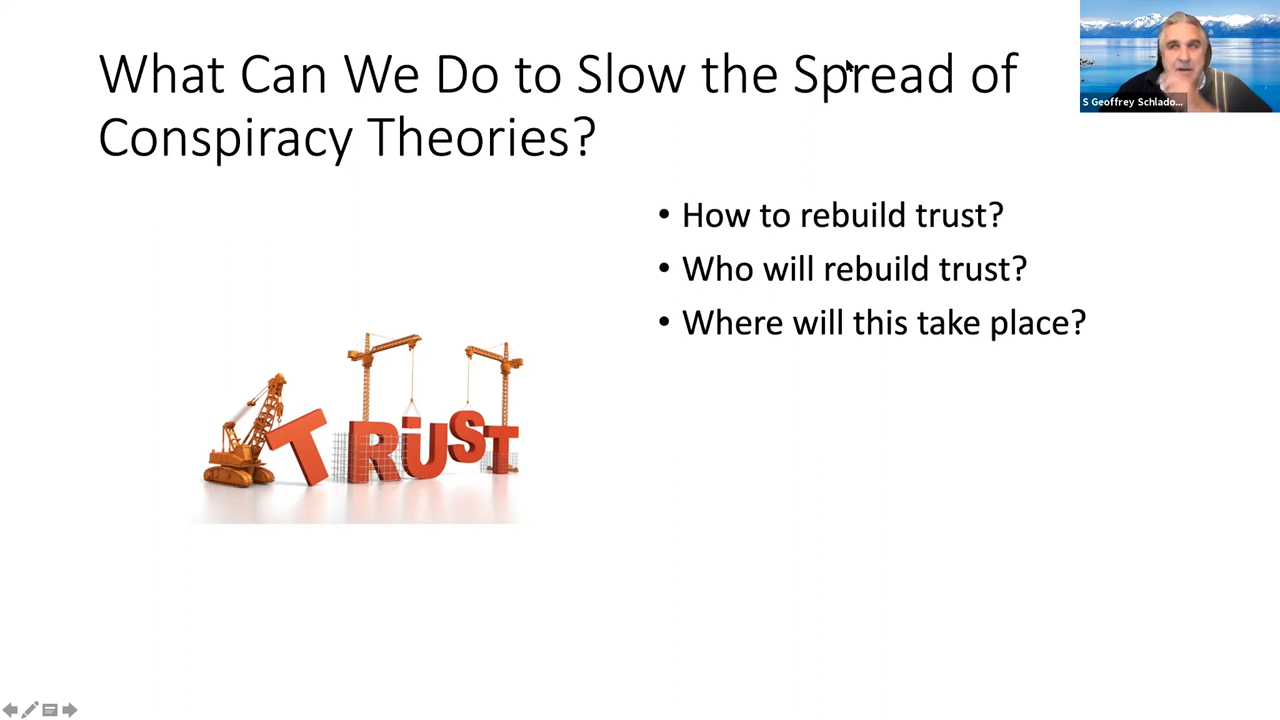 What Can We Do to Slow the Spread of
Conspiracy Theories?
S Geoffrey Schlado...
• How to rebuild trust?
• Who will rebuild trust?
• Where will this take place?
TRUST